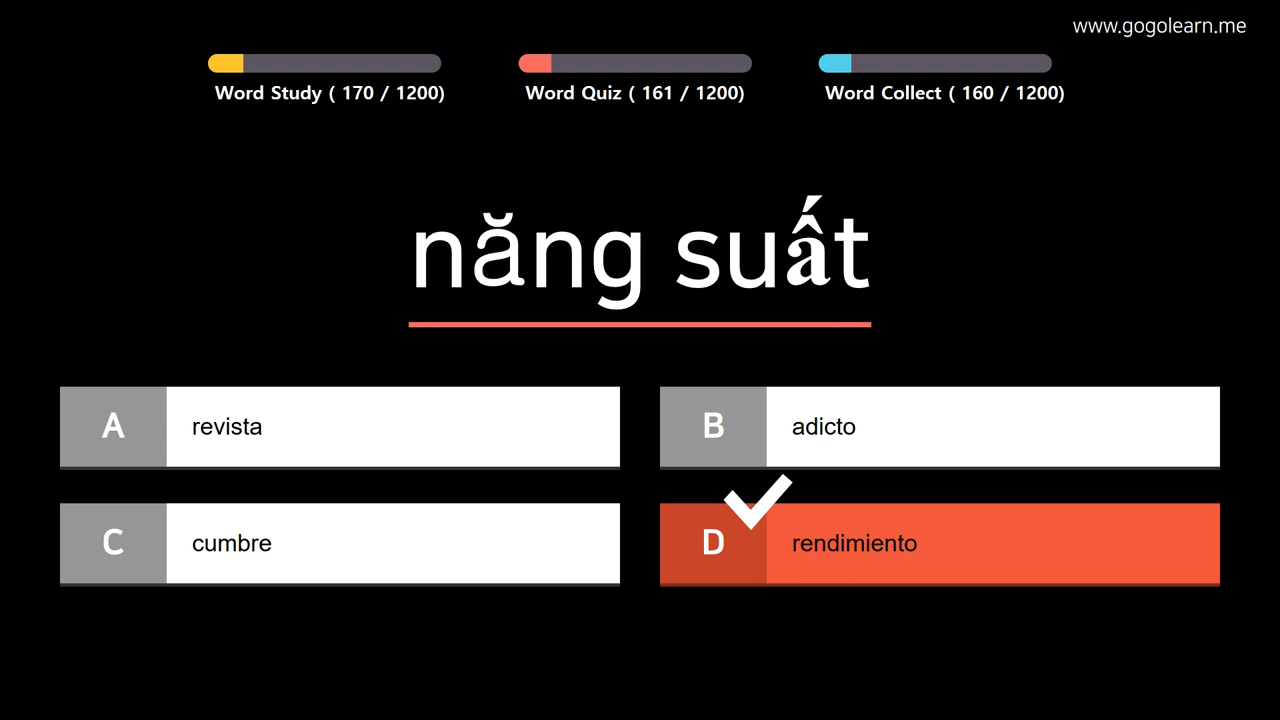 www.gogolearn.me
Word Study ( 170 / 1200)
Word Quiz ( 161 / 1200)
Word Collect ( 160 / 1200)
năng suất
A revista
B adicto
C cumbre
D rendimiento